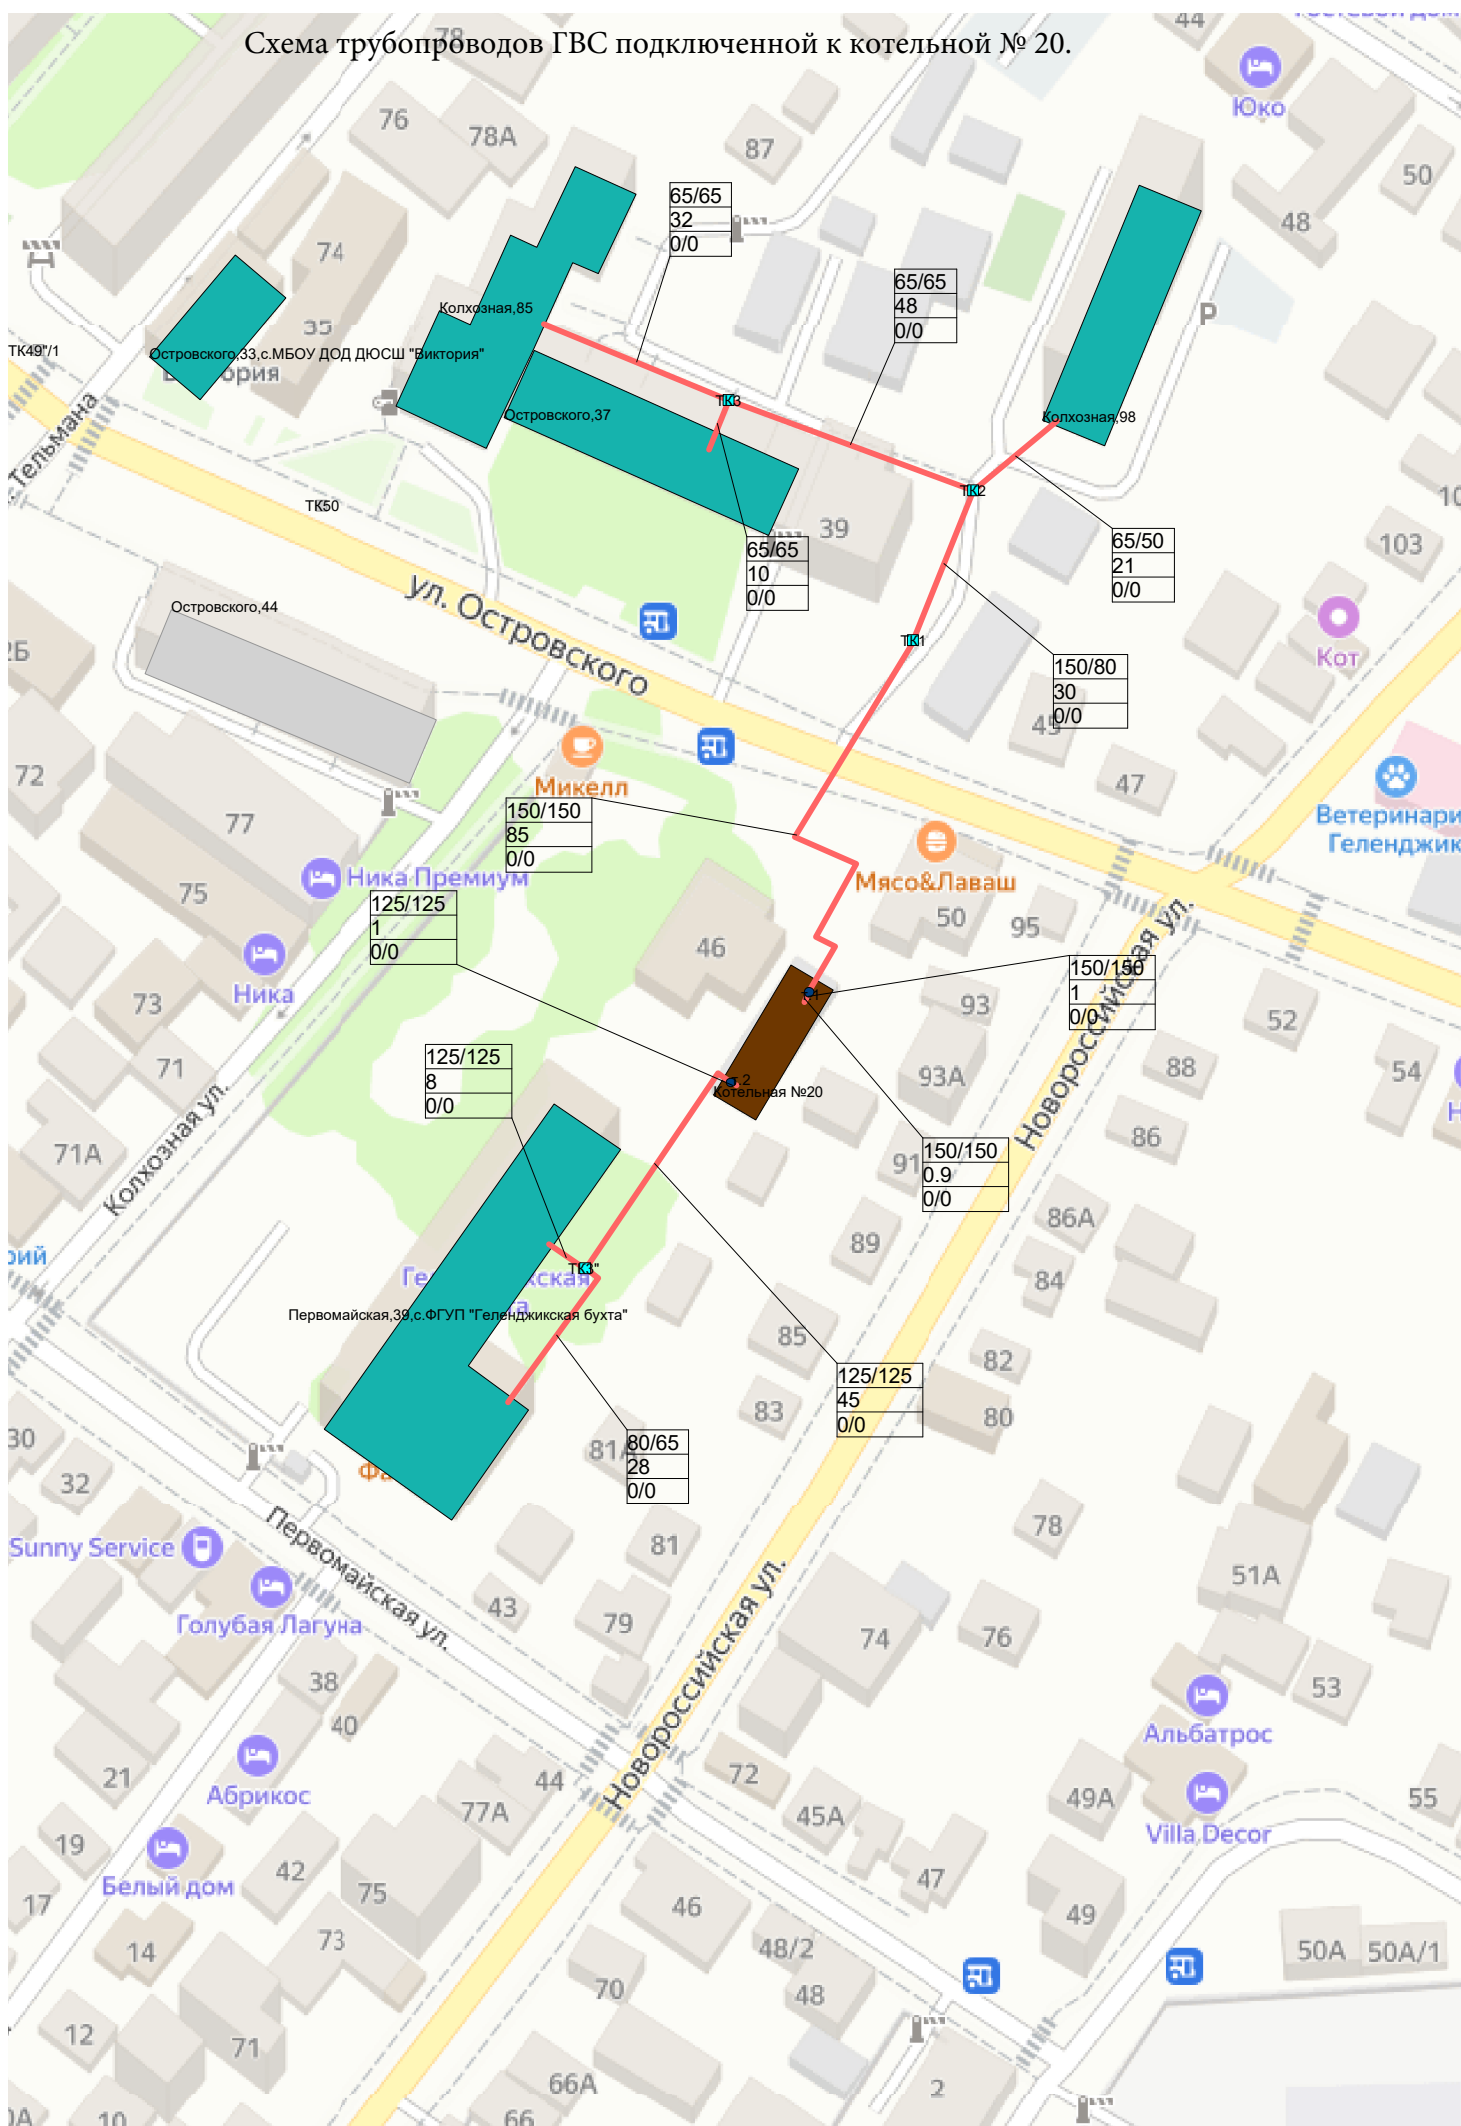 Схема трубопроводов ГВС подключенной к котельной № 20.
44
78
Юко
76
78А
87
50
65/65
32
0/0
48
74
65/65
48
0/0
Колхозная,85
P
35
ТК49"/1
Островского,33,с.МБОУ ДОД ДЮСШ "Виктория"
ТК3
Островского,37
Колхозная,98
Тельмана
ТК50
ТК2
39
103
65/50
21
0/0
65/65
10
0/0
ул. Островского
Островского,44
ТК1
Кот
150/80
30
0/0
45
72
Микелл
47
77
150/150
85
0/0
Ветеринари
Геленджик
Ника Премиум
Мясо&Лаваш
75
125/125
1
0/0
50
95
46
Новороссийская ул.
150/150
1
0/0
Ника
73
93
52
71
125/125
8
0/0
93А
88
54
Котельная №20
Колхозная ул.
71А
86
150/150
0.9
0/0
91
86А
89
ТК3"
84
Первомайская,39,с.ФГУП "Геленджикская бухта"
85
82
125/125
45
0/0
83
80
30
81А
80/65
28
0/0
32
Первомайская ул.
78
Sunny Service
81
51А
Голубая Лагуна
43
79
Новороссийская ул.
74
76
38
53
40
Альбатрос
21
Абрикос
44
72
77А
45А
49А
55
Villa Decor
19
Белый дом
42
75
47
17
46
49
14
73
48/2
50А
50А/1
70
48
12
71
66А
2
10
66